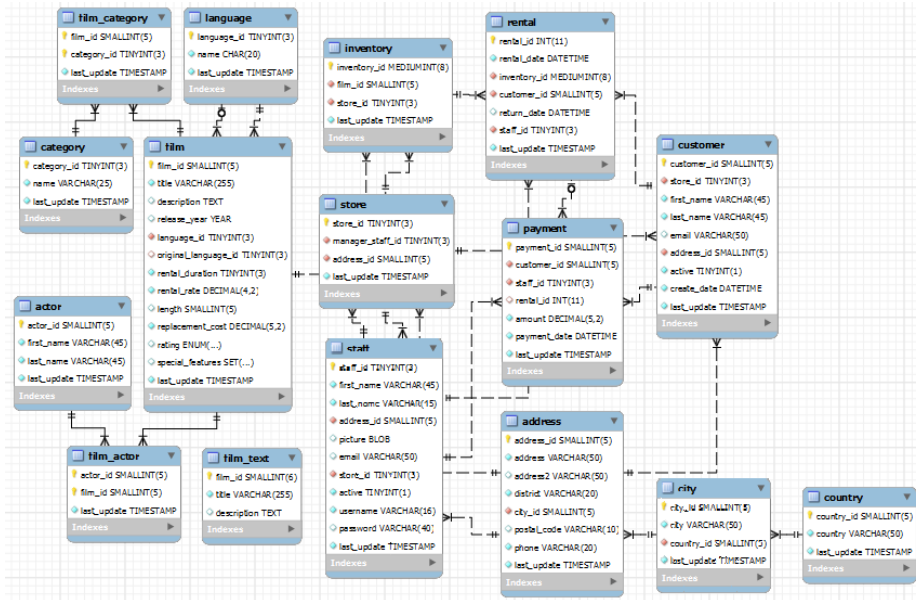 film_category
film_id SMALLINT(5)
category_id TINYINT(3)
last_update TIMESTAMP
Indexes
language
language_id TINYINT(3)
name CHAR(20)
last_update TIMESTAMP
Indexes
inventory
inventory_id MEDIUMINT(8)
film_id SMALLINT(5)
store_id TINYINT(3)
last_update TIMESTAMP
Indexes
rental
rental_id INT(11)
rental_date DATETIME
inventory_id MEDIUMINT(8)
customer_id SMALLINT(5)
return_date DATETIME
staff_id TINYINT(3)
last_update TIMESTAMP
Indexes
category
category_id TINYINT(3)
name VARCHAR(25)
last_update TIMESTAMP
Indexes
film
film_id SMALLINT(5)
title VARCHAR(255)
description TEXT
release_year YEAR
language_id TINYINT(3)
original_language_id TINYINT(3)
rental_duration TINYINT(3)
rental_rate DECIMAL(4,2)
length SMALLINT(5)
replacement_cost DECIMAL(5,2)
rating ENUM(...)
special_features SET(...)
last_update TIMESTAMP
Indexes
customer
customer_id SMALLINT(5)
store_id TINYINT(3)
first_name VARCHAR(45)
last_name VARCHAR(45)
email VARCHAR(50)
address_id SMALLINT(5)
active TINYINT(1)
create_date DATETIME
last_update TIMESTAMP
Indexes
store
store_id TINYINT(3)
manager_staff_id TINYINT(3)
address_id SMALLINT(5)
last_update TIMESTAMP
Indexes
payment
payment_id SMALLINT(5)
customer_id SMALLINT(5)
staff_id TINYINT(3)
rental_id INT(11)
amount DECIMAL(5,2)
payment_date DATETIME
last_update TIMESTAMP
Indexes
actor
actor_id SMALLINT(5)
first_name VARCHAR(45)
last_name VARCHAR(45)
last_update TIMESTAMP
Indexes
staff
staff_id TINYINT(3)
first_name VARCHAR(45)
last_name VARCHAR(45)
address_id SMALLINT(5)
picture BLOB
email VARCHAR(50)
store_id TINYINT(3)
active TINYINT(1)
username VARCHAR(16)
password VARCHAR(40)
last_update TIMESTAMP
Indexes
address
address_id SMALLINT(5)
address VARCHAR(50)
address2 VARCHAR(50)
district VARCHAR(20)
city_id SMALLINT(5)
postal_code VARCHAR(10)
phone VARCHAR(20)
last_update TIMESTAMP
Indexes
film_actor
actor_id SMALLINT(5)
film_id SMALLINT(5)
last_update TIMESTAMP
Indexes
film_text
film_id SMALLINT(6)
title VARCHAR(255)
description TEXT
Indexes
city
city_id SMALLINT(5)
city VARCHAR(50)
country_id SMALLINT(5)
last_update TIMESTAMP
Indexes
country
country_id SMALLINT(5)
country VARCHAR(50)
last_update TIMESTAMP
Indexes